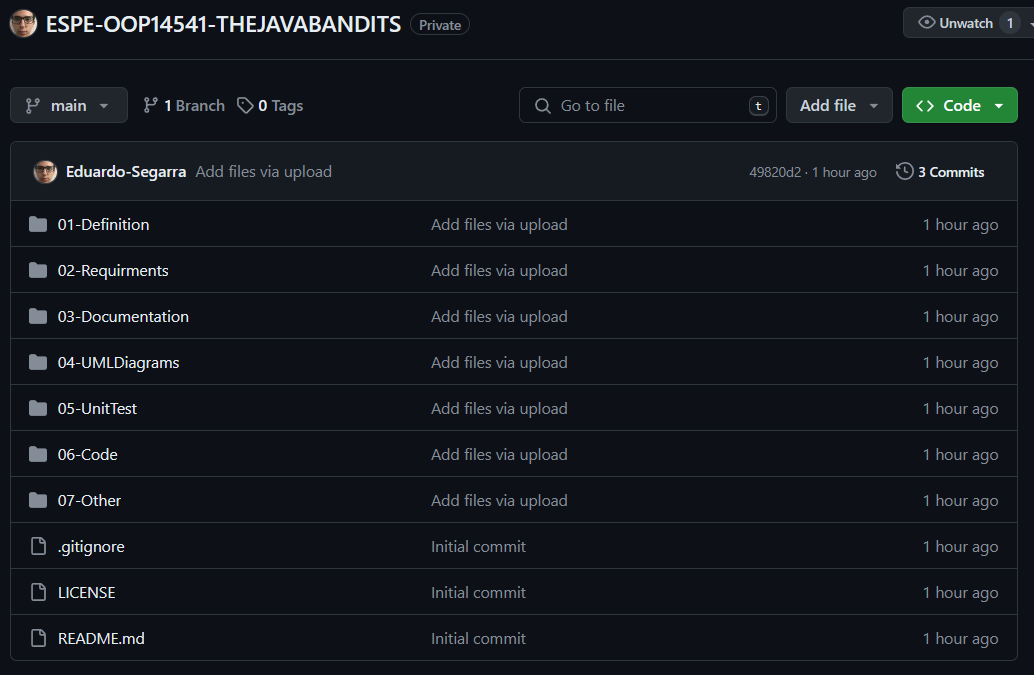 ESPE-OOP14541-THEJAVABANDITS Private Unwatch 1
main 1 Branch 0 Tags Go to file t Add file Code
Eduardo-Segarra Add files via upload 49820d2 · 1 hour ago 3 Commits
01-Definition Add files via upload 1 hour ago
02-Requirments Add files via upload 1 hour ago
03-Documentation Add files via upload 1 hour ago
04-UMLDiagrams Add files via upload 1 hour ago
05-UnitTest Add files via upload 1 hour ago
06-Code Add files via upload 1 hour ago
07-Other Add files via upload 1 hour ago
.gitignore Initial commit 1 hour ago
LICENSE Initial commit 1 hour ago
README.md Initial commit 1 hour ago